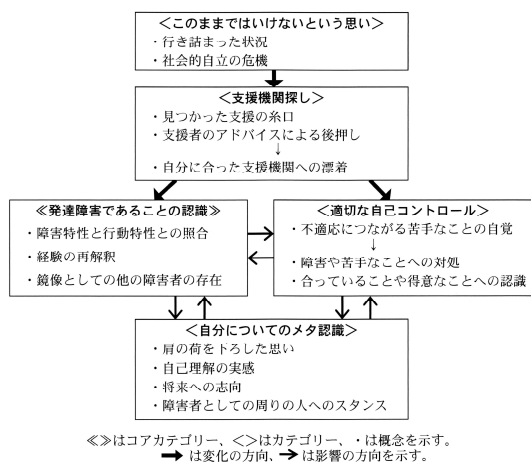 ＜このままではいけないという思い＞
・行き詰まった状況
・社会的自立の危機
＜支援機関探し＞
・見つかった支援の糸口
・支援者のアドバイスによる後押し
↓
・自分に合った支援機関への漂着
≪発達障害であることの認識≫
・障害特性と行動特性との照合
・経験の再解釈
・鏡像としての他の障害者の存在
＜適切な自己コントロール＞
・不適応につながる苦手なことの自覚
↓
・障害や苦手なことへの対処
・合っていることや得意なことへの認識
＜自分についてのメタ認識＞
・肩の荷を下ろした思い
・自己理解の実感
・将来への志向
・障害者としての周りの人へのスタンス
≪≫はコアカテゴリー、＜＞はカテゴリー、・は概念を示す。
➡は変化の方向、→は影響の方向を示す。